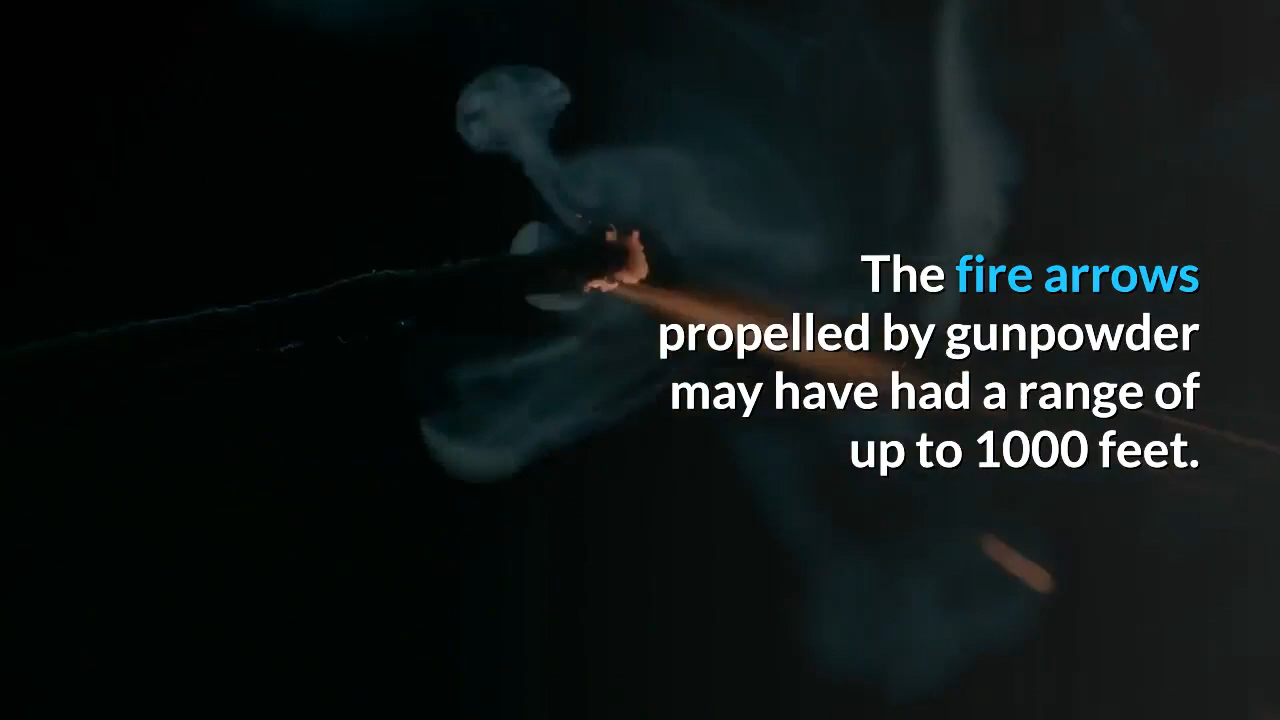 The fire arrows
propelled by gunpowder
may have had a range of
up to 1000 feet.